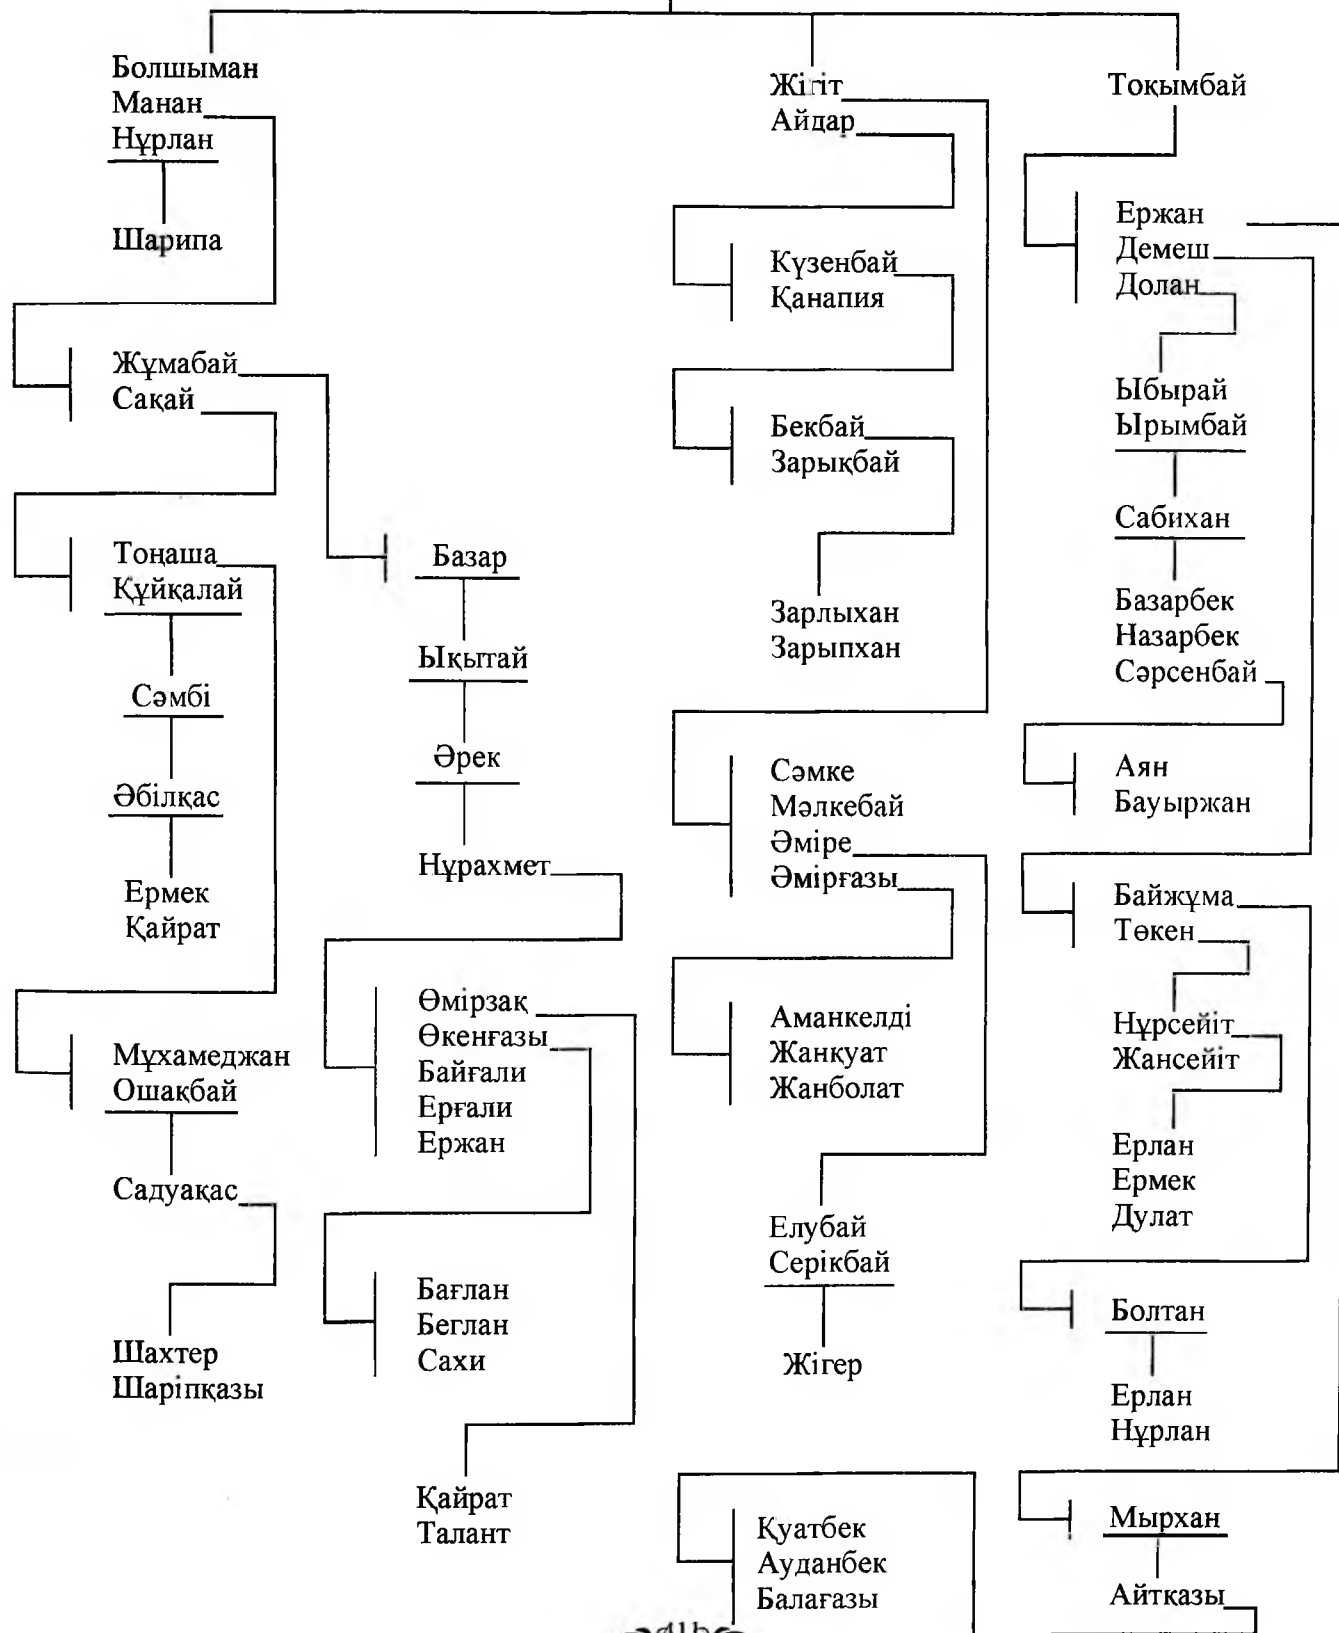 Болшыман
Манан
Нұрлан
Шарипа
Жұмабай
Сақай
Тоңаша
Құйқалай
Сәмбі
Әбілқас
Ермек
Қайрат
Мұхамеджан
Ошақбай
Садуақас
Шахтер
Шаріпқазы
Базар
Ықытай
Әрек
Нұрахмет
Өмірзақ
Өкенғазы
Байғали
Ерғали
Ержан
Бағлан
Беглан
Сахи
Қайрат
Талант
Жігіт
Айдар
Күзенбай
Қанапия
Бекбай
Зарықбай
Зарлыхан
Зарыпхан
Сәмке
Мәлкебай
Әміре
Әмірғазы
Аманкелді
Жанқуат
Жанболат
Елубай
Серікбай
Жігер
Қуатбек
Ауданбек
Балағазы
Тоқымбай
Ержан
Демеш
Долан
Ыбырай
Ырымбай
Сабихан
Базарбек
Назарбек
Сәрсенбай
Аян
Бауыржан
Байжұма
Төкен
Нұрсейіт
Жансейіт
Ерлан
Ермек
Дулат
Болтан
Ерлан
Нұрлан
Мырхан
Айтқазы